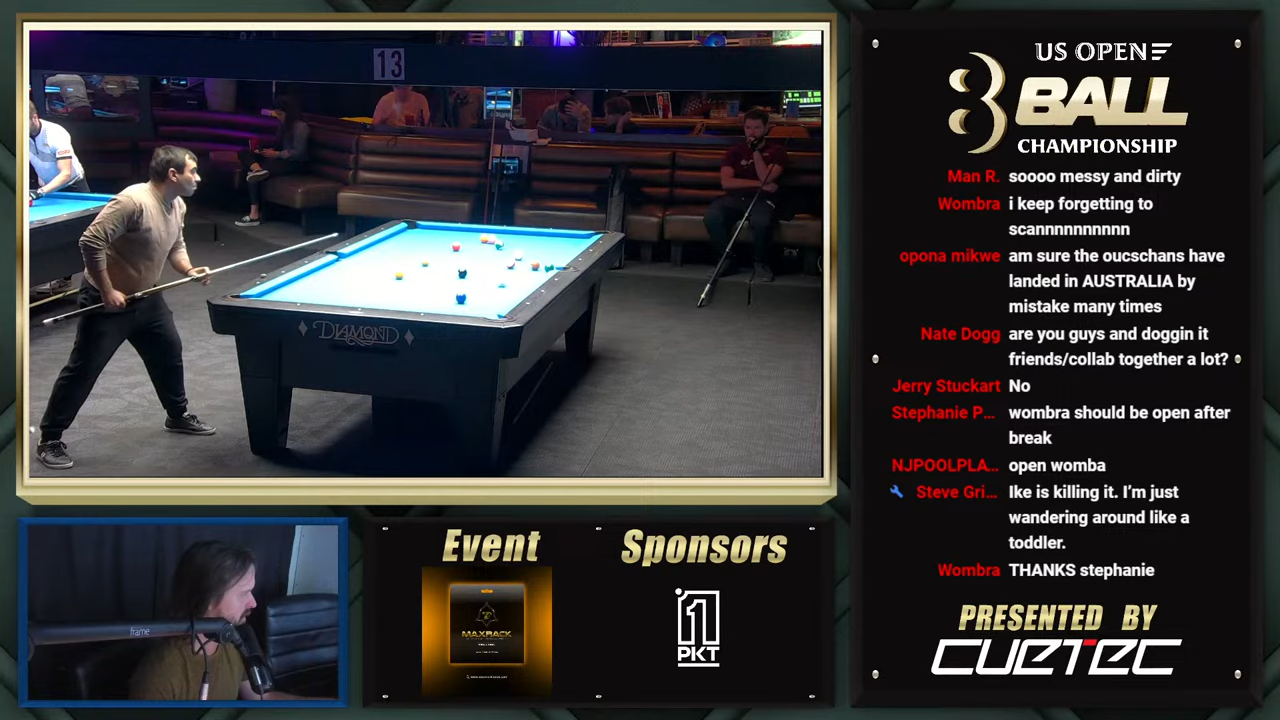 13
DIAMOND
US OPEN
8 BALL
CHAMPIONSHIP
Man R. soooo messy and dirty
Wombra i keep forgetting to
scannnnnnnnnn
opona mikwe am sure the oucschans have
landed in AUSTRALIA by
mistake many times
Nate Dogg are you guys and doggin it
friends/collab together a lot?
Jerry Stuckart No
Stephanie P... wombra should be open after
break
NJPOOLPLA... open womba
Steve Gri... Ike is killing it. I'm just
wandering around like a
toddler.
Wombra THANKS stephanie
PRESENTED BY
CUETEC
frame
Event
Sponsors
MAXRACK
1
PKT